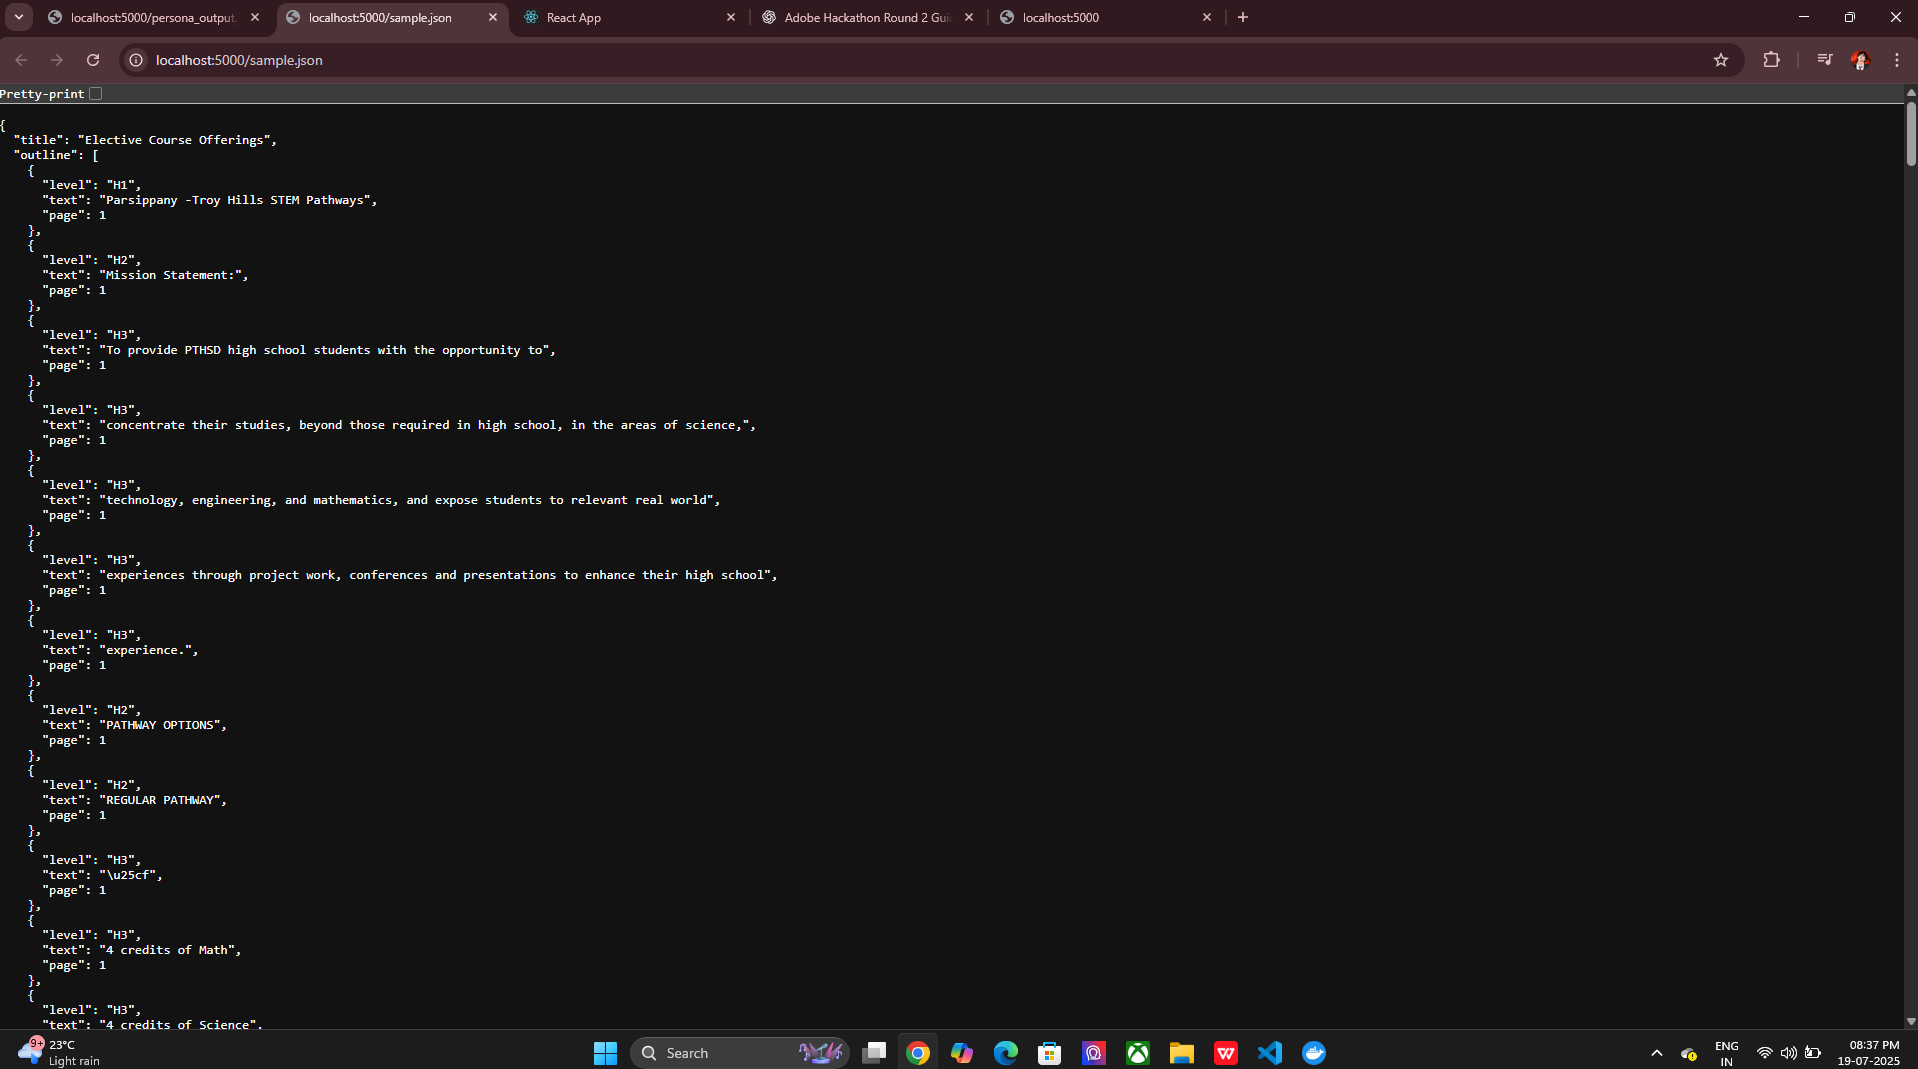 localhost:5000/persona_output.
localhost:5000/sample.json
React App
Adobe Hackathon Round 2 Gui
localhost:5000
localhost:5000/sample.json
Pretty-print
{
  "title": "Elective Course Offerings",
  "outline": [
    {
      "level": "H1",
      "text": "Parsippany -Troy Hills STEM Pathways",
      "page": 1
    },
    {
      "level": "H2",
      "text": "Mission Statement:",
      "page": 1
    },
    {
      "level": "H3",
      "text": "To provide PTHSD high school students with the opportunity to",
      "page": 1
    },
    {
      "level": "H3",
      "text": "concentrate their studies, beyond those required in high school, in the areas of science,",
      "page": 1
    },
    {
      "level": "H3",
      "text": "technology, engineering, and mathematics, and expose students to relevant real world",
      "page": 1
    },
    {
      "level": "H3",
      "text": "experiences through project work, conferences and presentations to enhance their high school",
      "page": 1
    },
    {
      "level": "H3",
      "text": "experience.",
      "page": 1
    },
    {
      "level": "H2",
      "text": "PATHWAY OPTIONS",
      "page": 1
    },
    {
      "level": "H2",
      "text": "REGULAR PATHWAY",
      "page": 1
    },
    {
      "level": "H3",
      "text": "\u25cf",
      "page": 1
    },
    {
      "level": "H3",
      "text": "4 credits of Math",
      "page": 1
    },
    {
      "level": "H3",
      "text": "4 credits of Science",
9+
23°C
Light rain
Search
ENG
IN
08:37 PM
19-07-2025